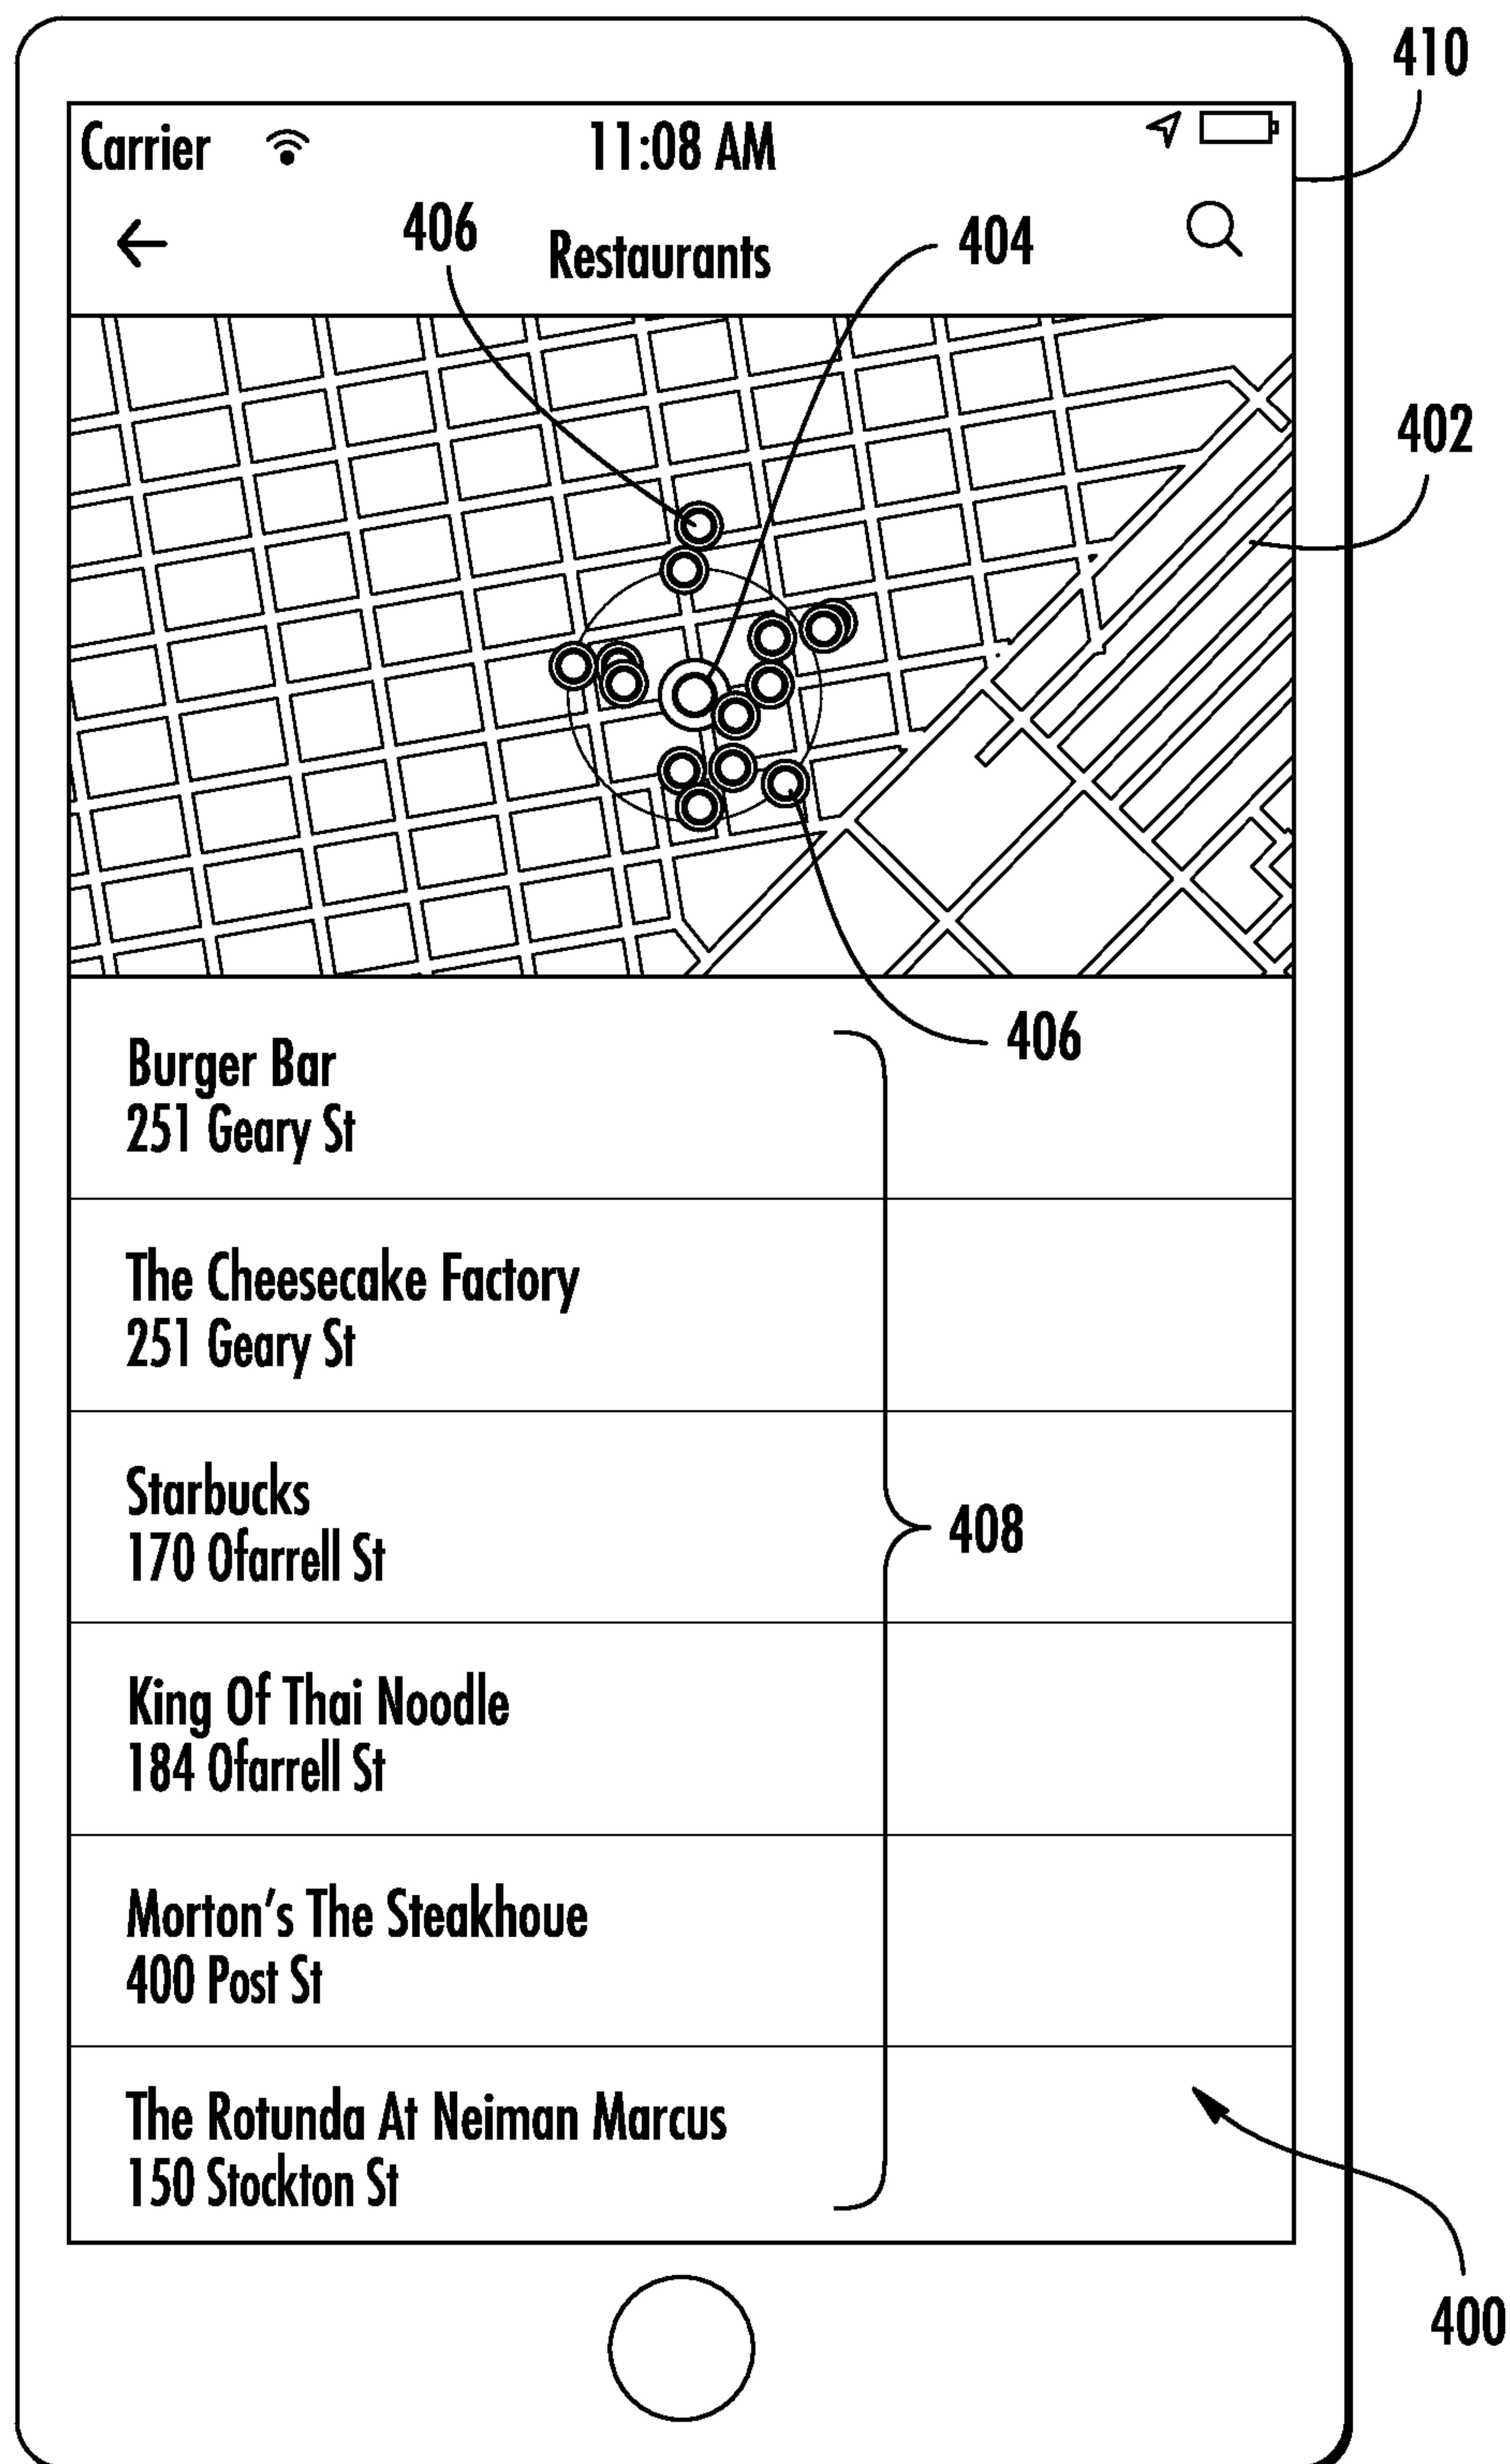 410
Carrier 11:08 AM
406 Restaurants 404
402
406
Burger Bar
251 Geary St
The Cheesecake Factory
251 Geary St
Starbucks
170 Ofarrell St
408
King Of Thai Noodle
184 Ofarrell St
Morton's The Steakhoue
400 Post St
The Rotunda At Neiman Marcus
150 Stockton St
400